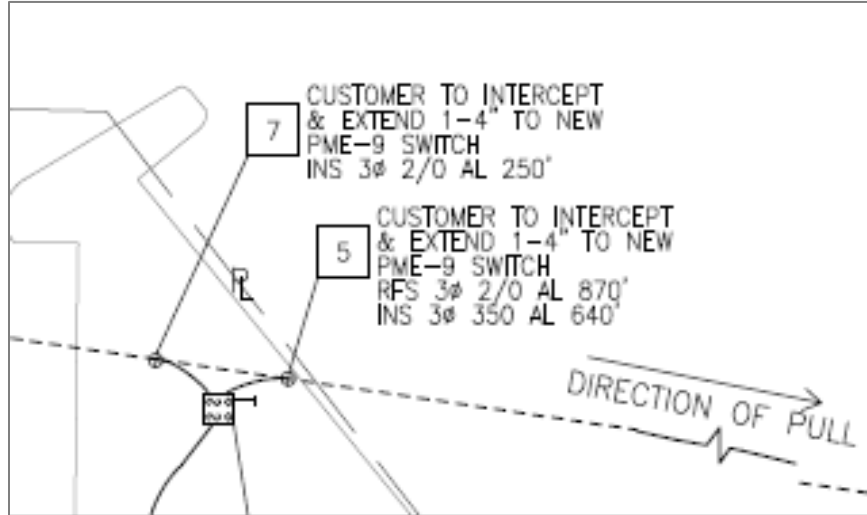 CUSTOMER TO INTERCEPT
& EXTEND 1-4" TO NEW
PME-9 SWITCH
INS 3ø 2/0 AL 250'
7
CUSTOMER TO INTERCEPT
& EXTEND 1-4" TO NEW
PME-9 SWITCH
RFS 3ø 2/0 AL 870'
INS 3ø 350 AL 640'
5
PL
DIRECTION OF PULL